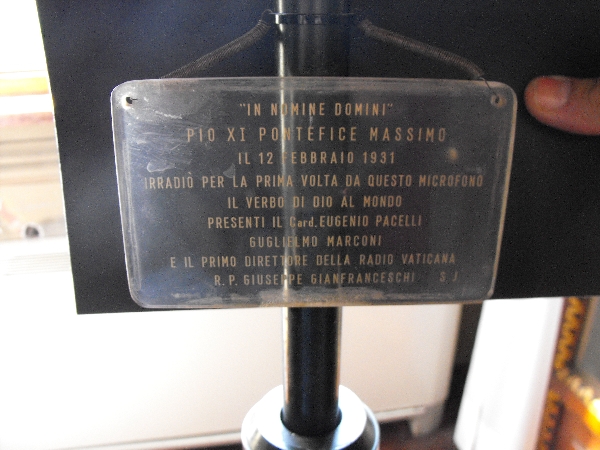 "IN NOMINE DOMINI"
PIO XI PONTEFICE MASSIMO
IL 12 FEBBRAIO 1931
IRRADIÒ PER LA PRIMA VOLTA DA QUESTO MICROFONO
IL VERBO DI DIO AL MONDO
PRESENTI IL Card. EUGENIO PACELLI
GUGLIELMO MARCONI
E IL PRIMO DIRETTORE DELLA RADIO VATICANA
R. P. GIUSEPPE GIANFRANCESCHI S. J.